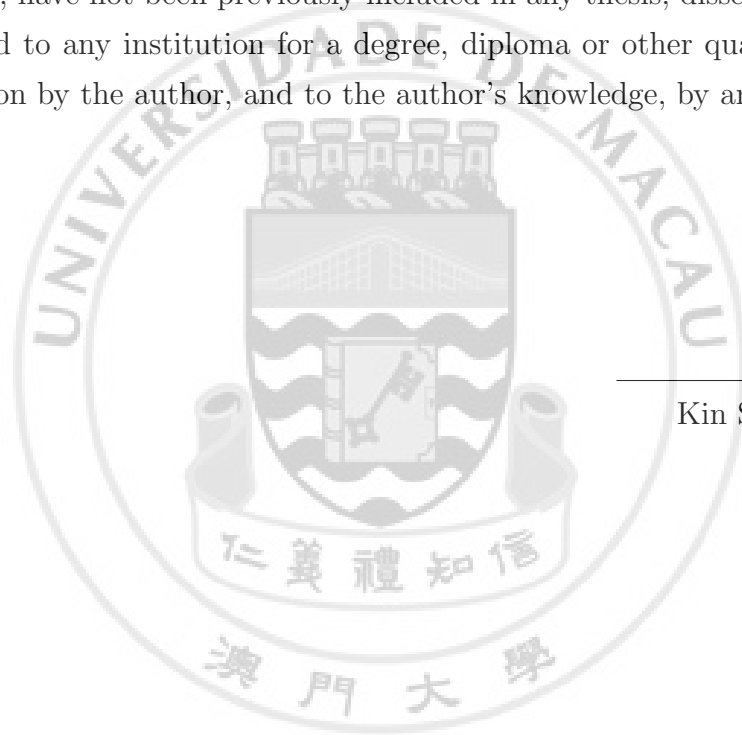 , have not been previously included in any thesis, disse
d to any institution for a degree, diploma or other qua
on by the author, and to the author's knowledge, by a
UNIVERSIDADE DE MACAU
Kin S
仁義禮知信
澳門大學